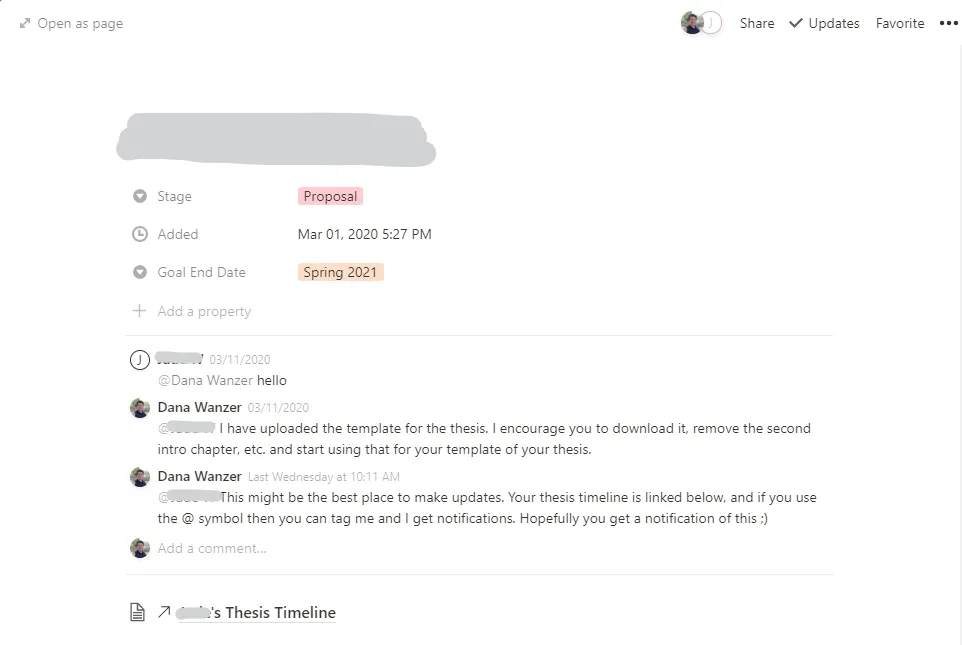 Open as page
J Share Updates Favorite •••
Stage Proposal
Added Mar 01, 2020 5:27 PM
Goal End Date Spring 2021
+ Add a property
J 03/11/2020
@Dana Wanzer hello
Dana Wanzer 03/11/2020
@ I have uploaded the template for the thesis. I encourage you to download it, remove the second
intro chapter, etc. and start using that for your template of your thesis.
Dana Wanzer Last Wednesday at 10:11 AM
@ This might be the best place to make updates. Your thesis timeline is linked below, and if you use
the @ symbol then you can tag me and I get notifications. Hopefully you get a notification of this ;)
Add a comment...
's Thesis Timeline